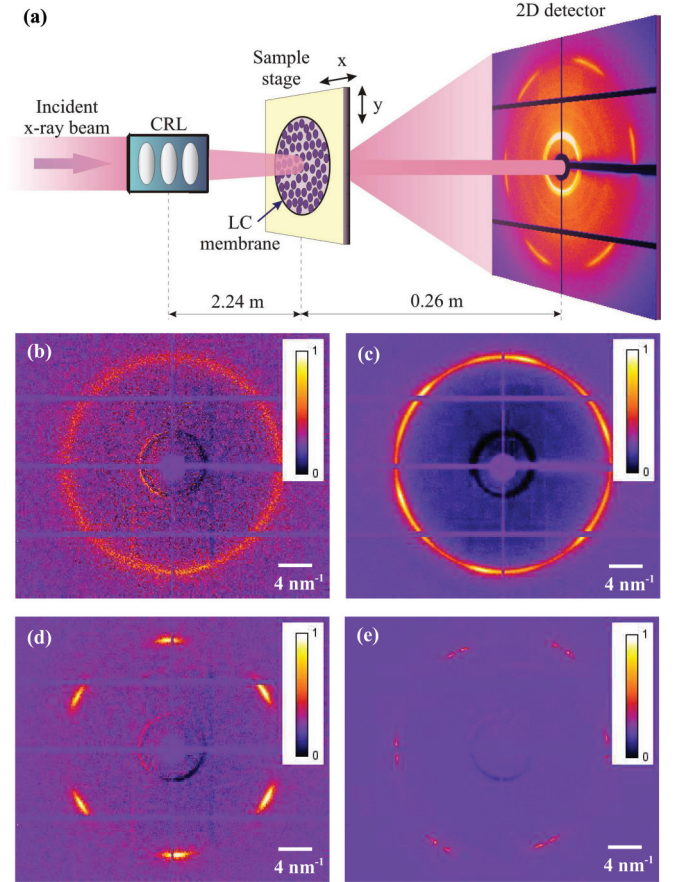 (a)
2D detector
Sample
stage
x
y
Incident
x-ray beam
CRL
LC
membrane
2.24 m
0.26 m
(b)
1
0
4 nm⁻¹
(c)
1
0
4 nm⁻¹
(d)
1
0
4 nm⁻¹
(e)
1
0
4 nm⁻¹